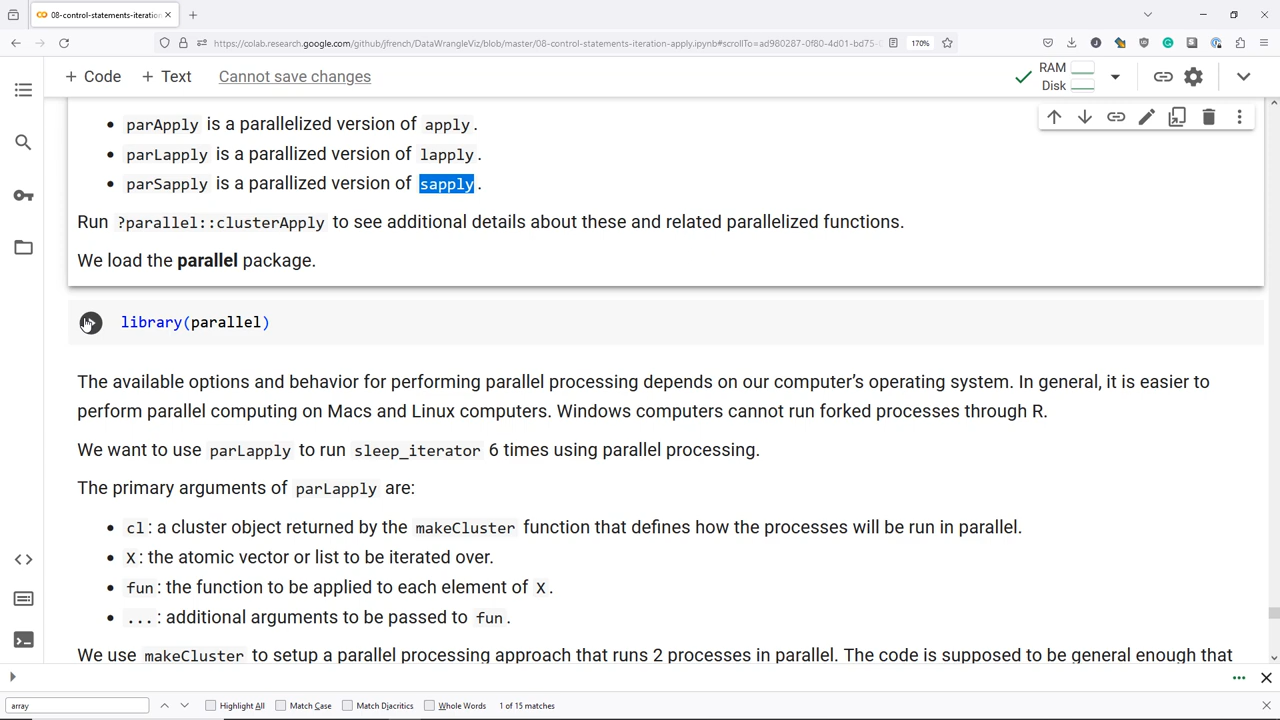 08-control-statements-iteration
https://colab.research.google.com/github/jfrench/DataWrangleViz/blob/master/08-control-statements-iteration-apply.ipynb#scrollTo=ad980287-0f80-4d01-bd75-
170%
+ Code + Text Cannot save changes
RAM
Disk
parApply is a parallelized version of apply.
parLapply is a parallized version of lapply.
parSapply is a parallized version of sapply.
Run ?parallel::clusterApply to see additional details about these and related parallelized functions.
We load the parallel package.
library(parallel)
The available options and behavior for performing parallel processing depends on our computer's operating system. In general, it is easier to
perform parallel computing on Macs and Linux computers. Windows computers cannot run forked processes through R.
We want to use parLapply to run sleep_iterator 6 times using parallel processing.
The primary arguments of parLapply are:
cl: a cluster object returned by the makeCluster function that defines how the processes will be run in parallel.
X: the atomic vector or list to be iterated over.
fun: the function to be applied to each element of X.
...: additional arguments to be passed to fun.
We use makeCluster to setup a parallel processing approach that runs 2 processes in parallel. The code is supposed to be general enough that
array
Highlight All Match Case Match Diacritics Whole Words 1 of 15 matches